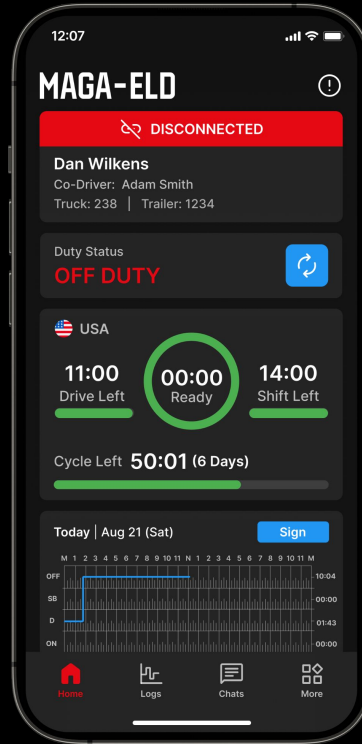 12:07
MAGA-ELD
DISCONNECTED
Dan Wilkens
Co-Driver: Adam Smith
Truck: 238 | Trailer: 1234
Duty Status
OFF DUTY
USA
11:00
Drive Left
00:00
Ready
14:00
Shift Left
Cycle Left 50:01 (6 Days)
Today | Aug 21 (Sat)
Sign
M 1 2 3 4 5 6 7 8 9 10 11 N 1 2 3 4 5 6 7 8 9 10 11 M
OFF 10:04
SB 00:00
D 01:43
ON 00:00
Home Logs Chats More